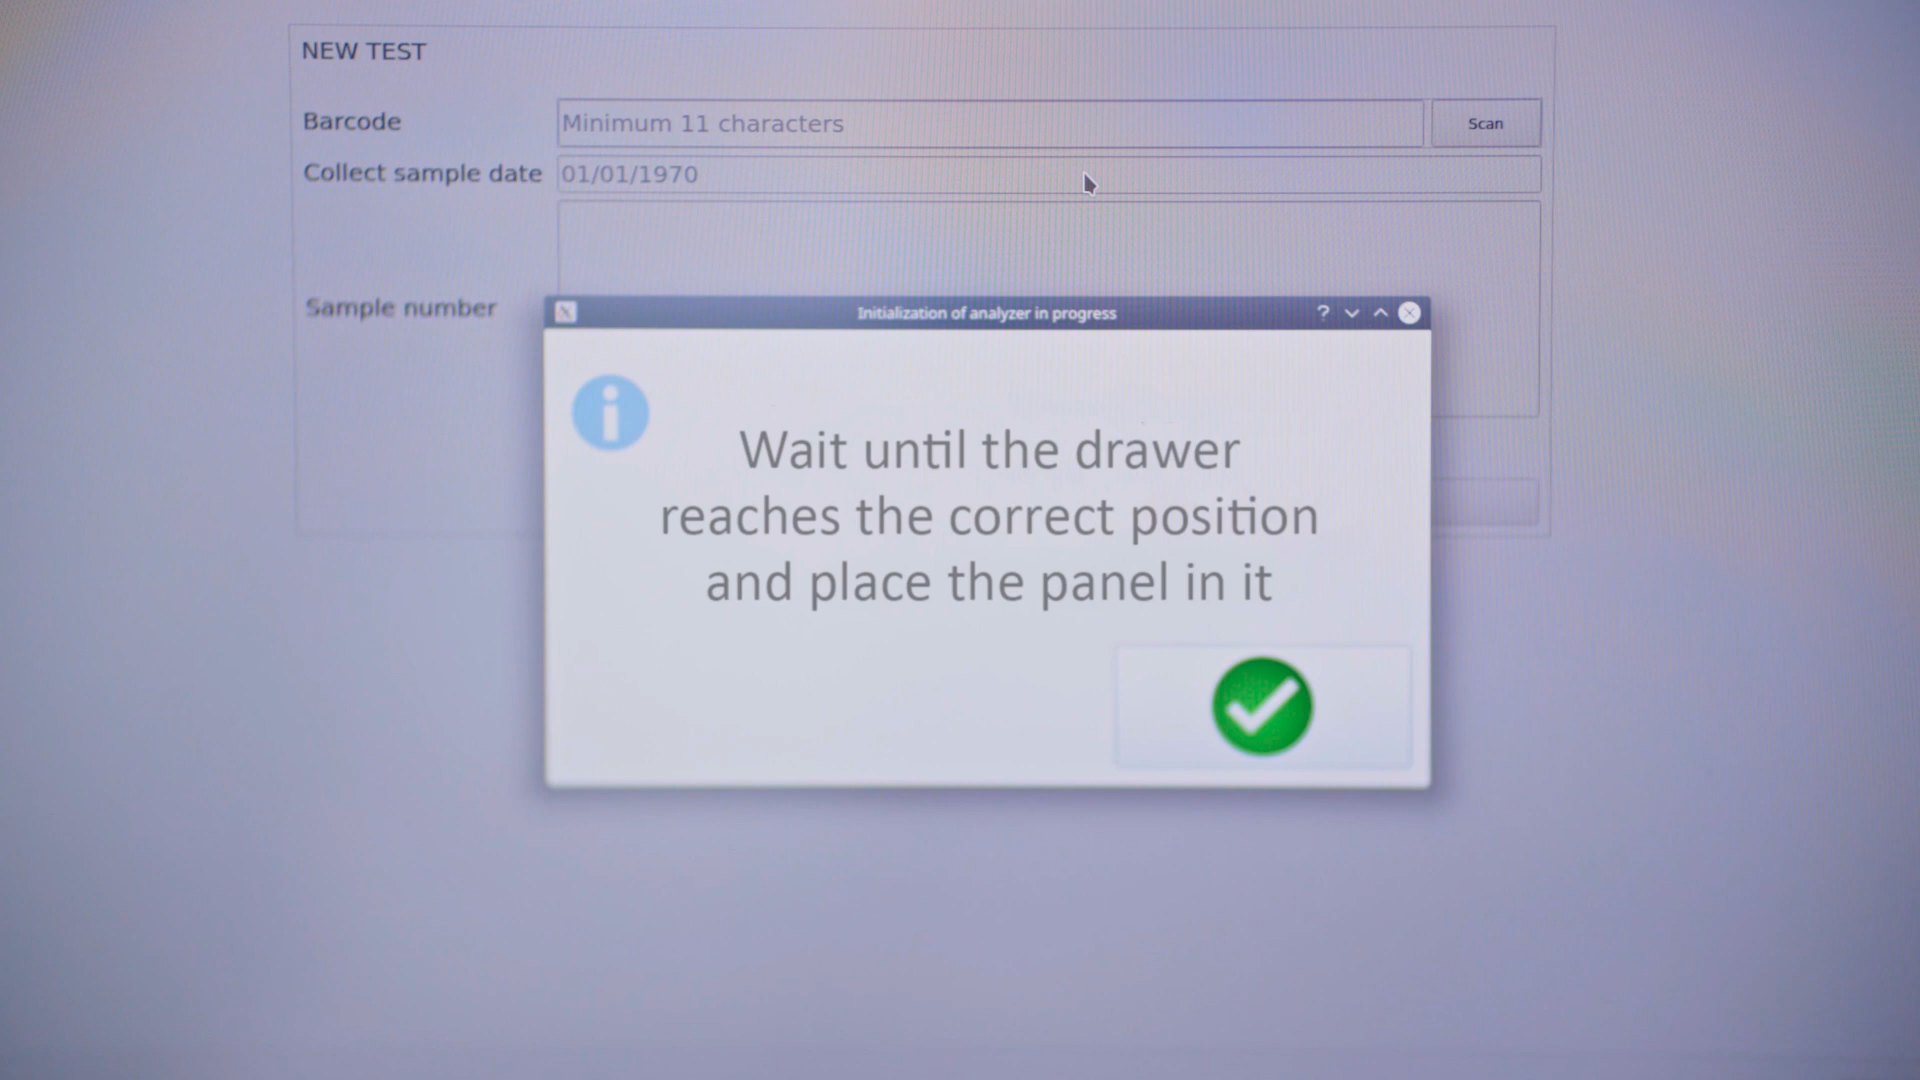 NEW TEST
Barcode
Minimum 11 characters
Scan
Collect sample date
01/01/1970
Sample number
Initialization of analyzer in progress
?
Wait until the drawer
reaches the correct position
and place the panel in it